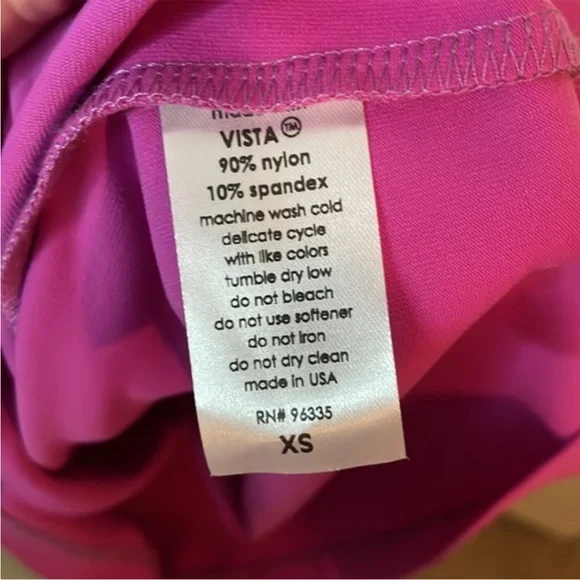 VISTA™
90% nylon
10% spandex
machine wash cold
delicate cycle
with like colors
tumble dry low
do not bleach
do not use softener
do not iron
do not dry clean
made in USA
RN# 96335
XS